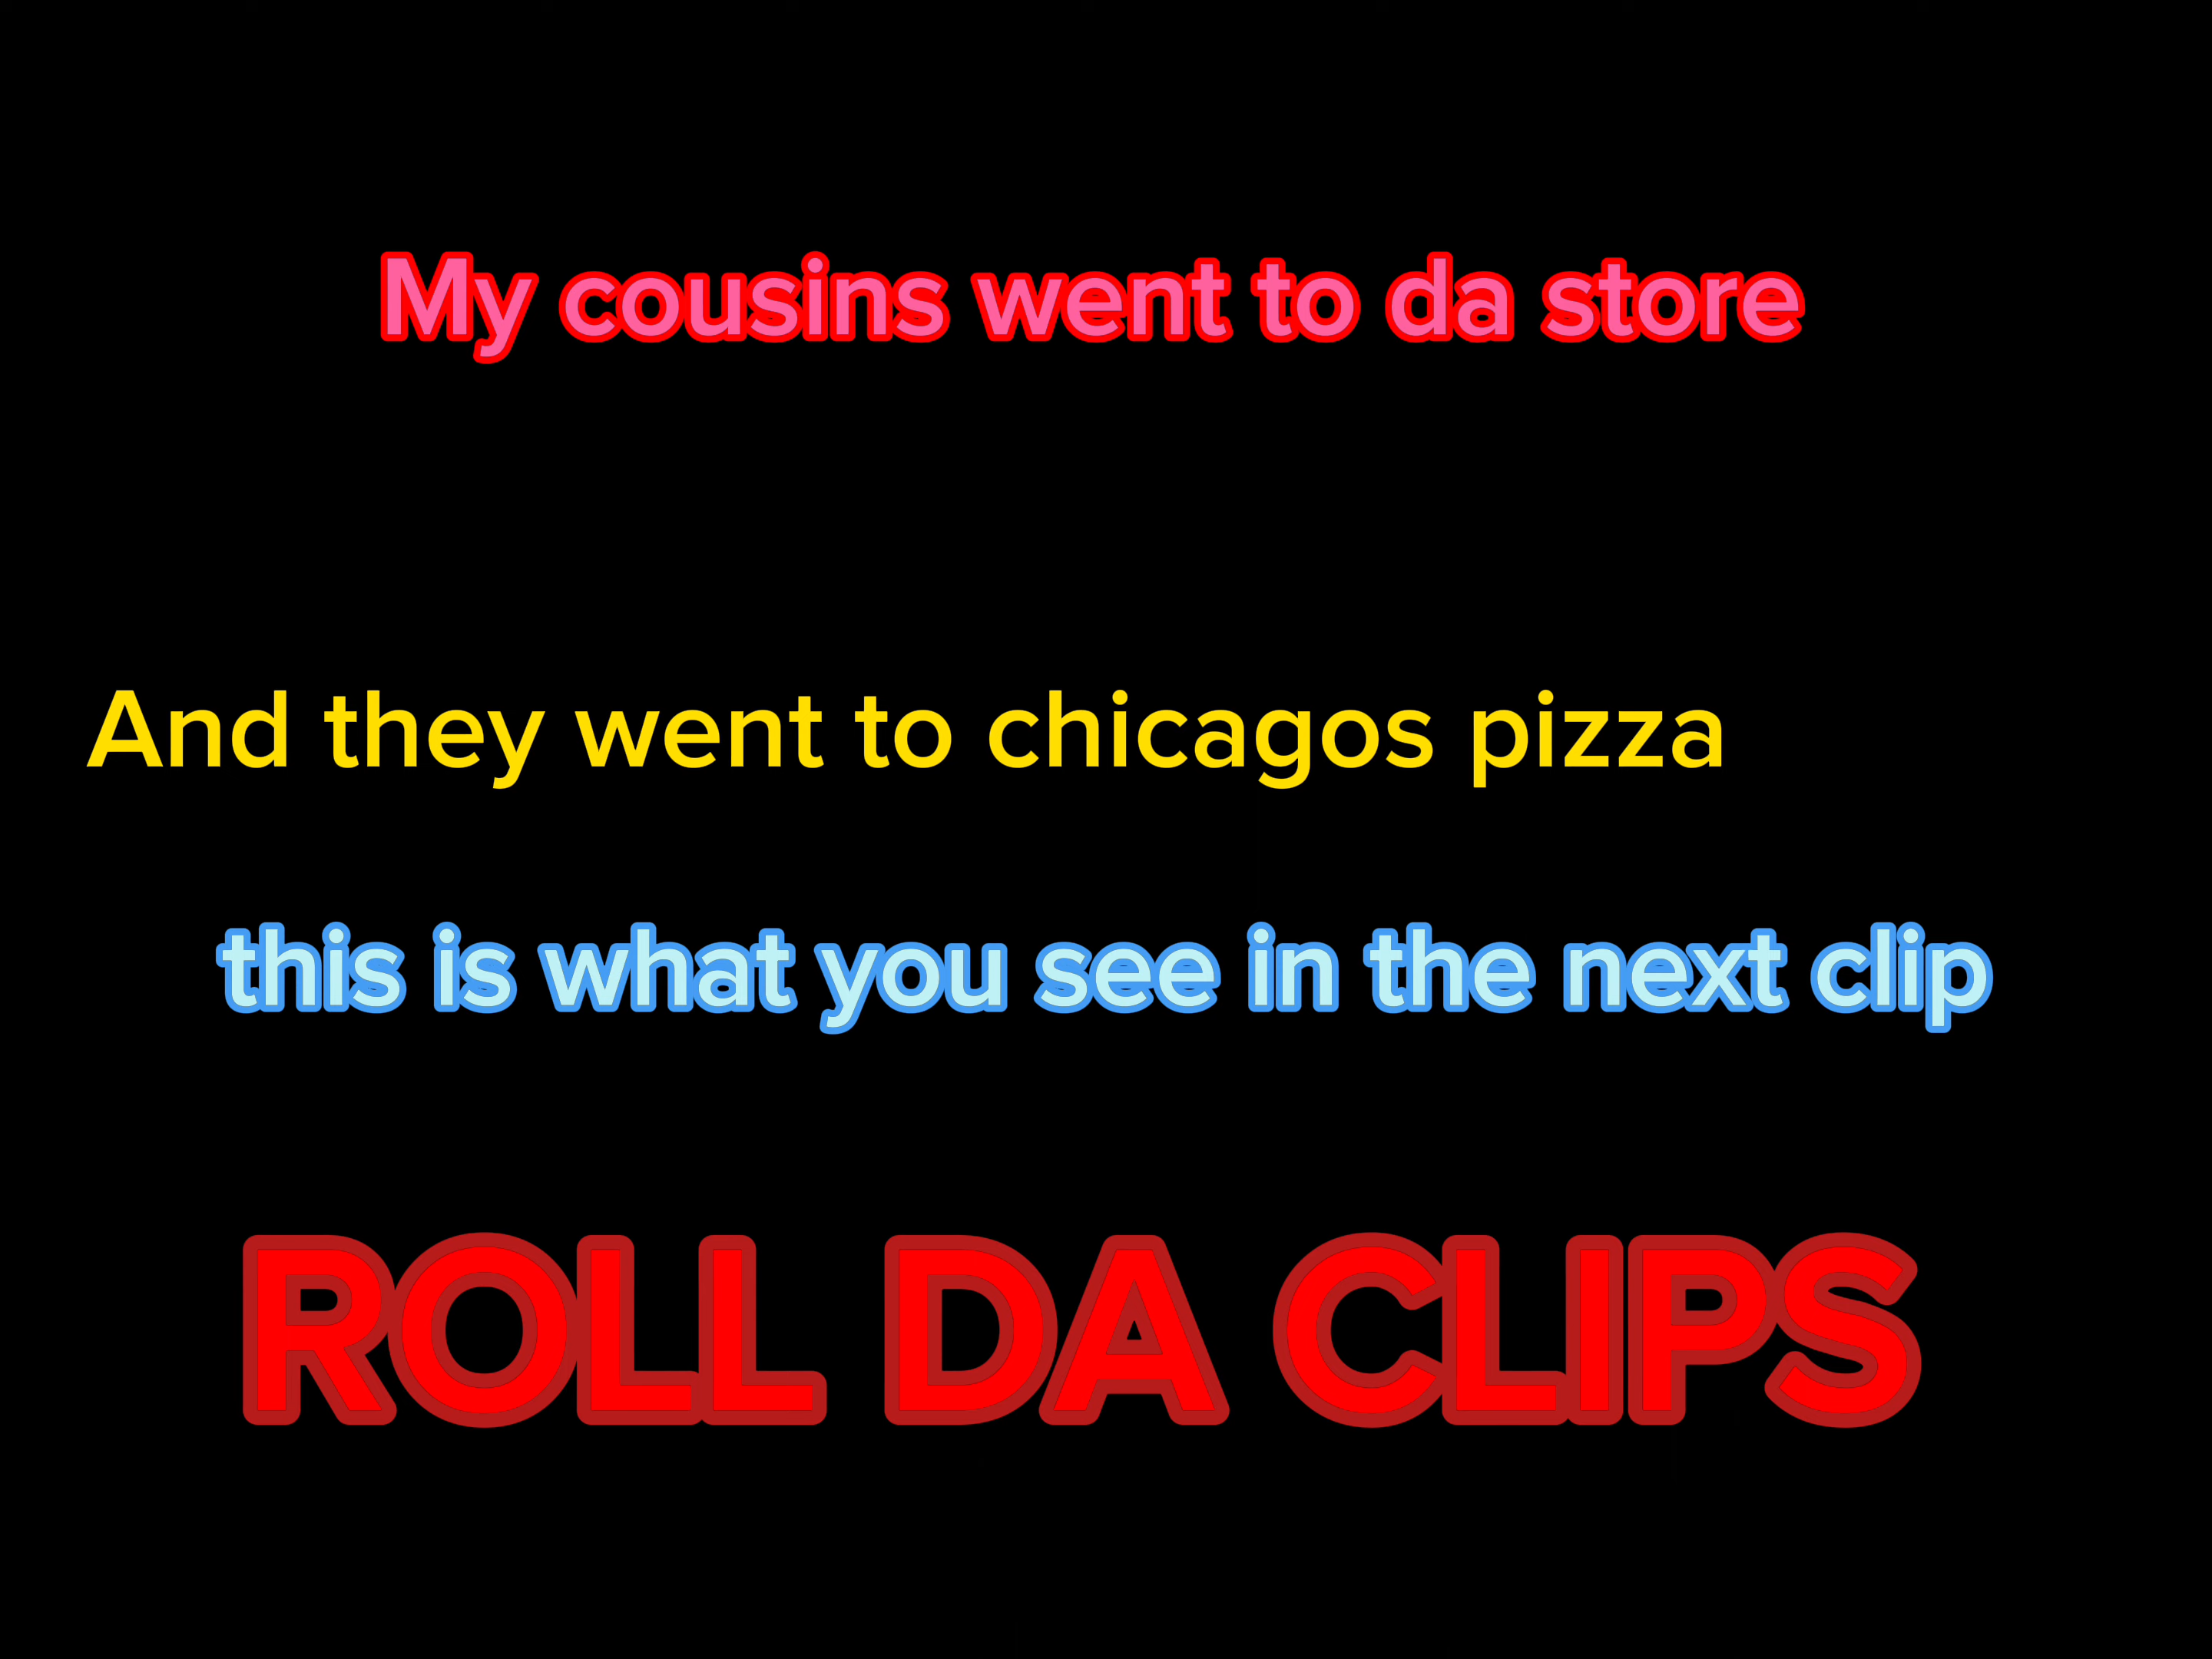 My cousins went to da store
And they went to chicagos pizza
this is what you see in the next clip
ROLL DA CLIPS